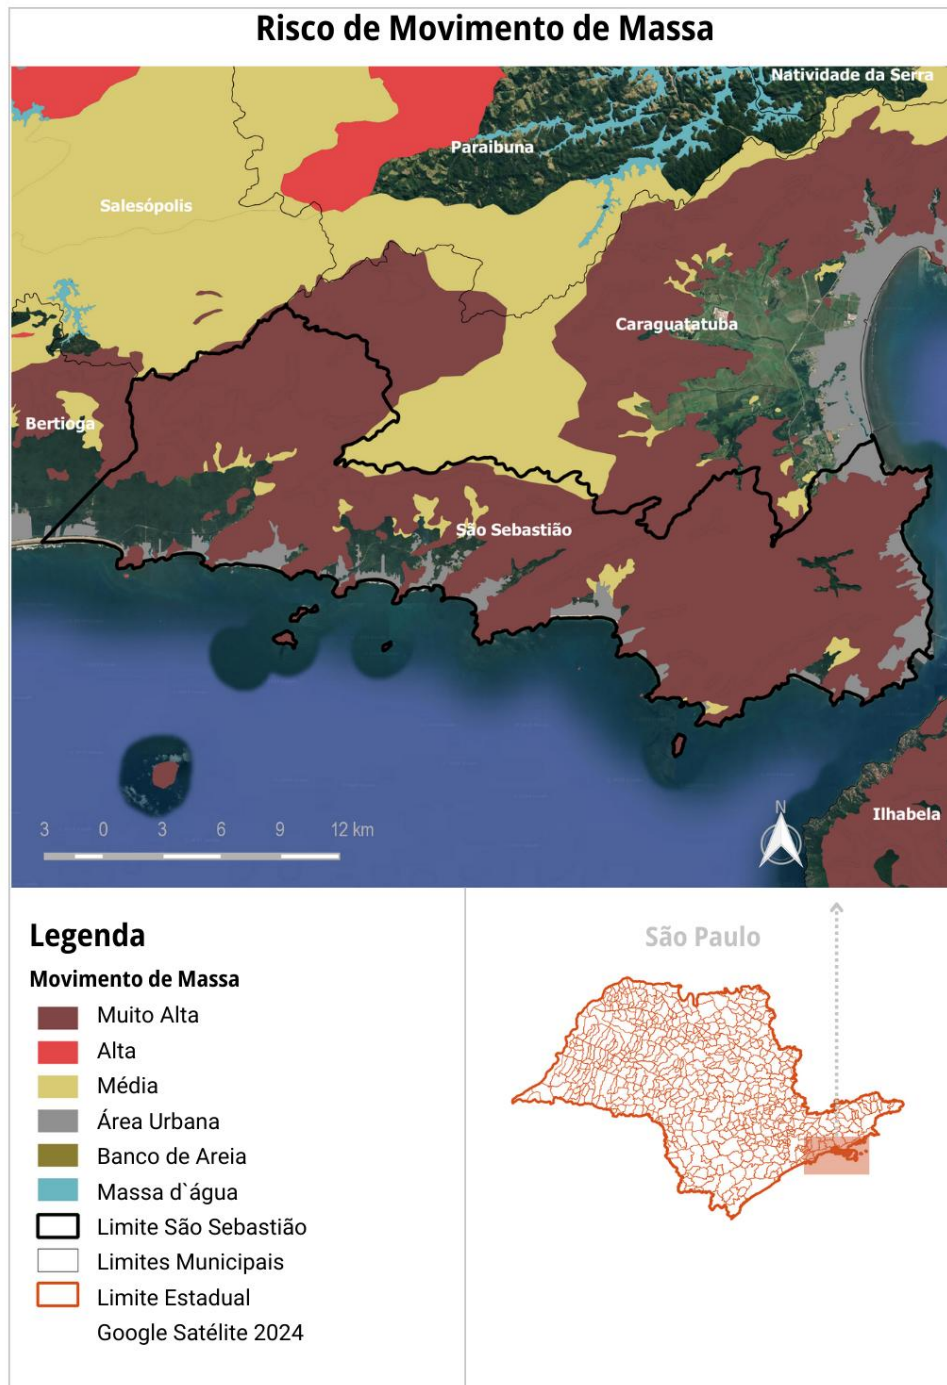 Risco de Movimento de Massa
Natividade da Serra
Paraibuna
Salesópolis
Caraguatatuba
Bertioga
São Sebastião
Ilhabela
3 0 3 6 9 12 km
N
Legenda
Movimento de Massa
Muito Alta
Alta
Média
Área Urbana
Banco de Areia
Massa d`água
Limite São Sebastião
Limites Municipais
Limite Estadual
Google Satélite 2024
São Paulo